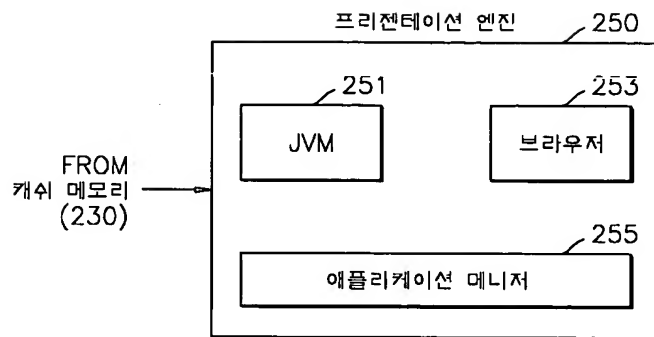 프리젠테이션 엔진
250
251
253
JVM
브라우저
FROM
캐쉬 메모리
(230)
255
애플리케이션 메니저